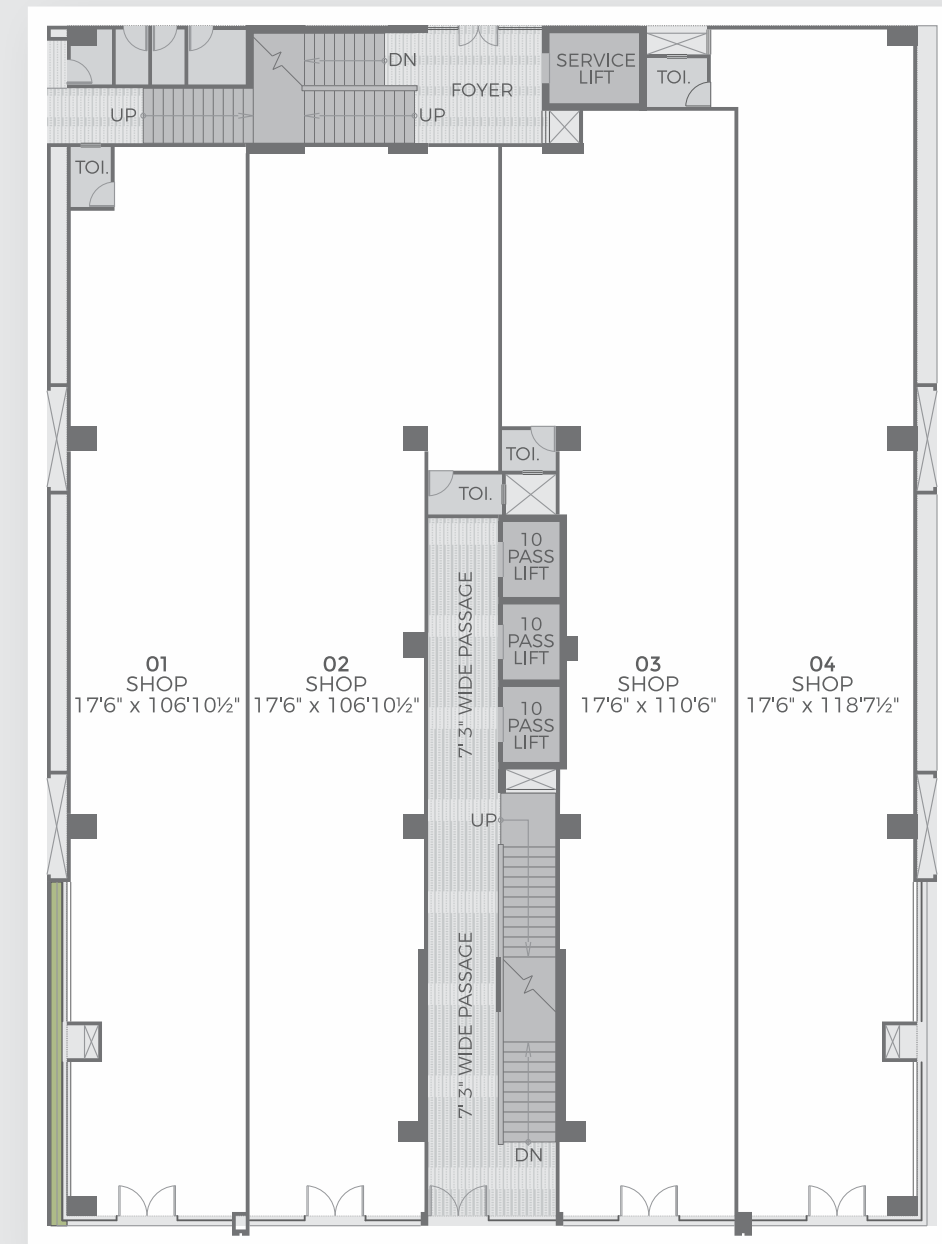 DN
FOYER
SERVICE
LIFT
TOI.
UP
UP
TOI.
TOI.
TOI.
10
PASS
LIFT
10
PASS
LIFT
10
PASS
LIFT
7' 3" WIDE PASSAGE
01
SHOP
17'6" x 106'10½"
02
SHOP
17'6" x 106'10½"
03
SHOP
17'6" x 110'6"
04
SHOP
17'6" x 118'7½"
UP
7' 3" WIDE PASSAGE
DN